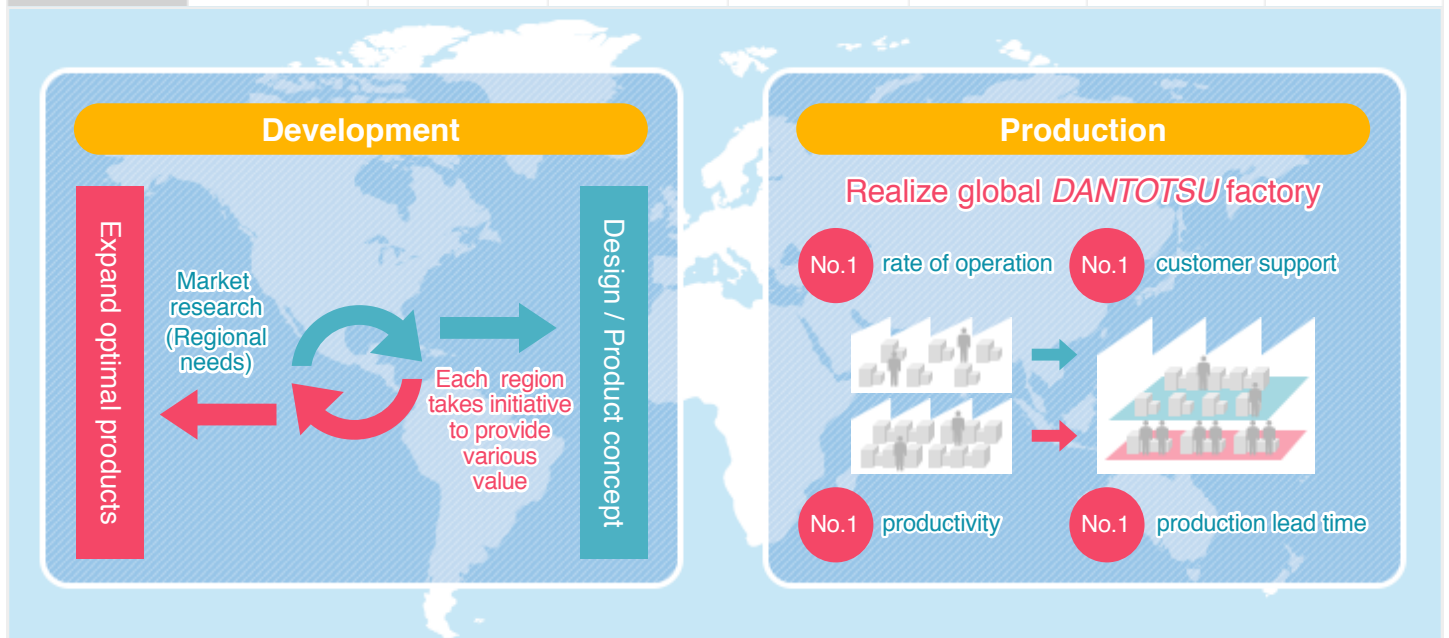 Development
Expand optimal products
Market
research
(Regional
needs)
Each region
takes initiative
to provide
various
value
Design / Product concept
Production
Realize global DANTOTSU factory
No.1 rate of operation
No.1 customer support
No.1 productivity
No.1 production lead time